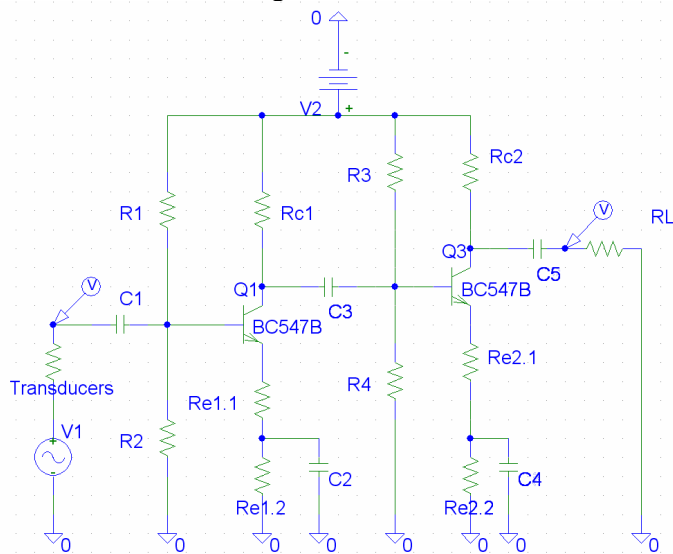 0
-
V2
+
Rc2
R3
R1
Rc1
V
RL
Q3
V
C1
Q1
C3
BC547B
C5
BC547B
Re2.1
Transducers
Re1.1
R4
V1
+
-
R2
C2
C4
Re1.2
Re2.2
0
0
0
0
0
0
0
0